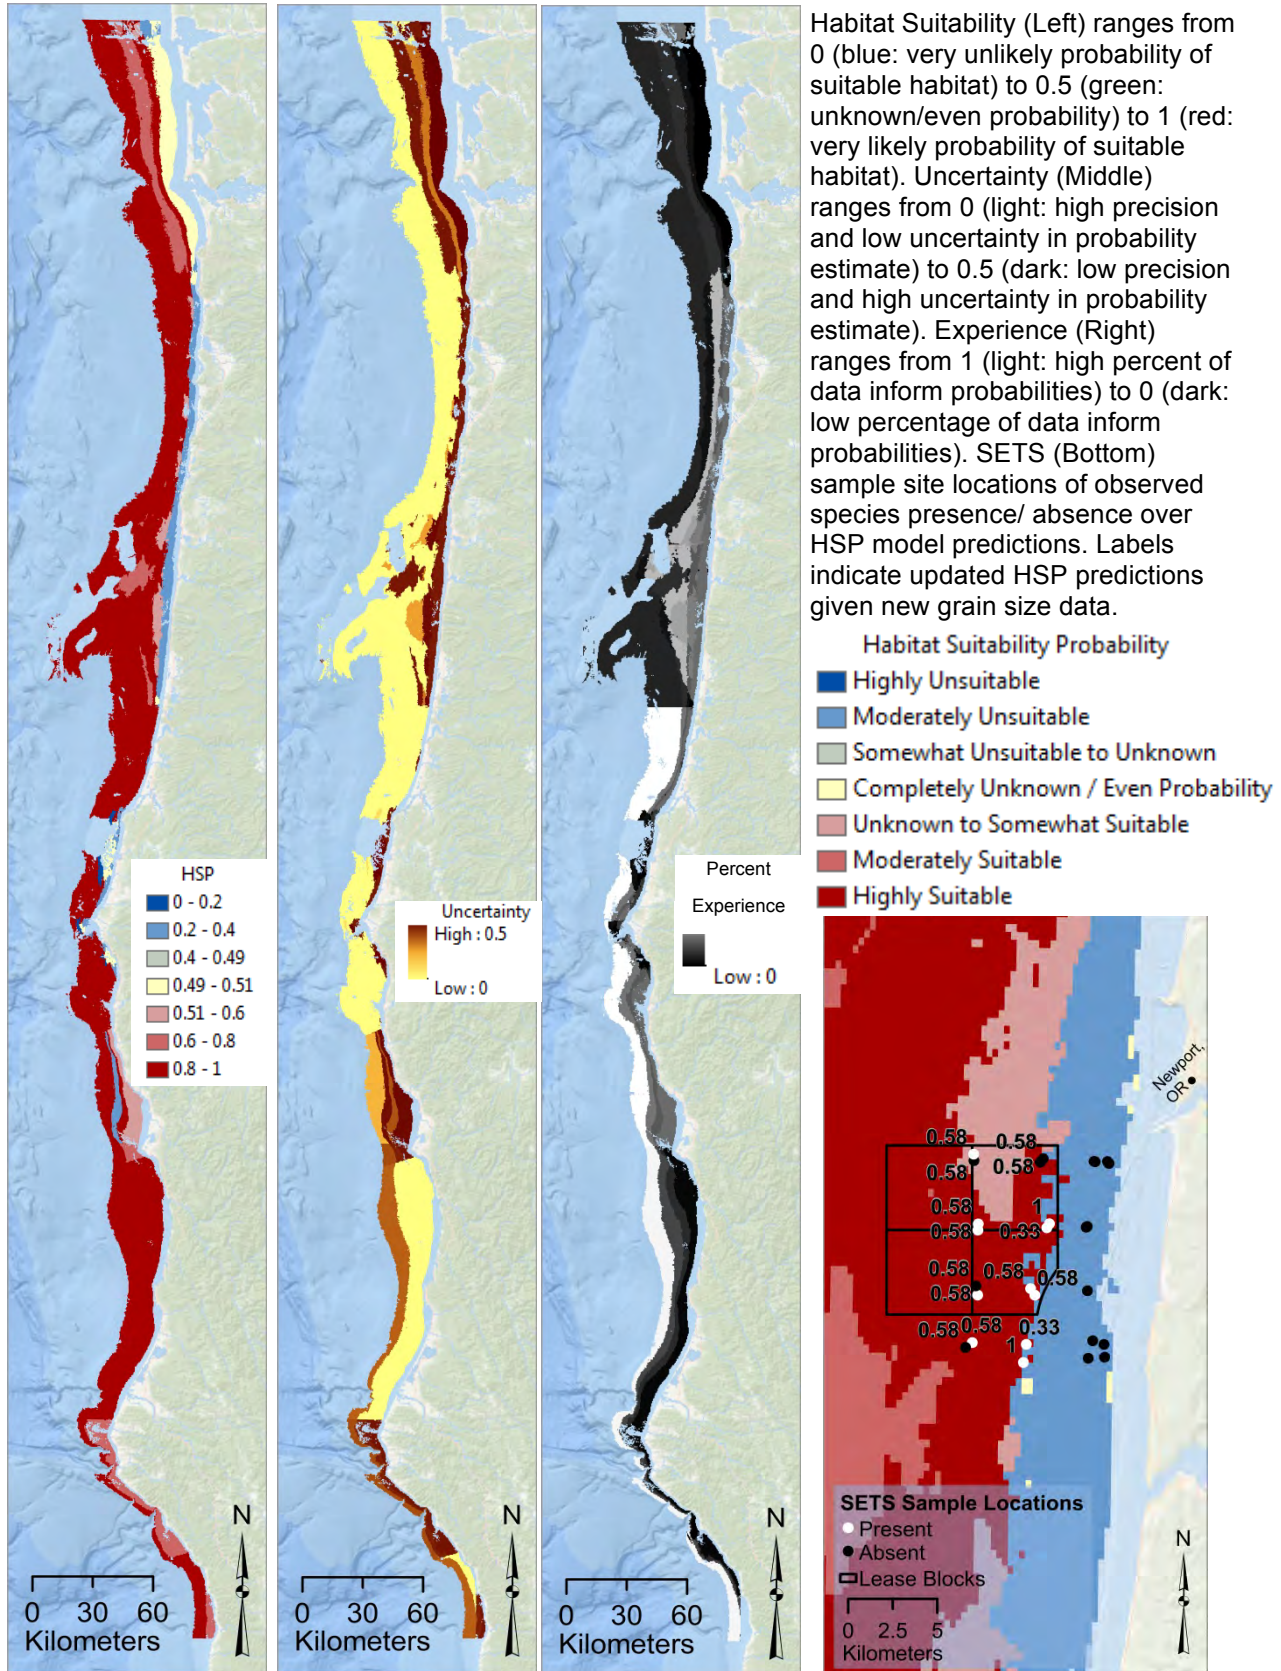 Habitat Suitability (Left) ranges from
0 (blue: very unlikely probability of
suitable habitat) to 0.5 (green:
unknown/even probability) to 1 (red:
very likely probability of suitable
habitat). Uncertainty (Middle)
ranges from 0 (light: high precision
and low uncertainty in probability
estimate) to 0.5 (dark: low precision
and high uncertainty in probability
estimate). Experience (Right)
ranges from 1 (light: high percent of
data inform probabilities) to 0 (dark:
low percentage of data inform
probabilities). SETS (Bottom)
sample site locations of observed
species presence/ absence over
HSP model predictions. Labels
indicate updated HSP predictions
given new grain size data.
Habitat Suitability Probability
Highly Unsuitable
Moderately Unsuitable
Somewhat Unsuitable to Unknown
Completely Unknown / Even Probability
Unknown to Somewhat Suitable
Moderately Suitable
Highly Suitable
HSP
0 - 0.2
0.2 - 0.4
0.4 - 0.49
0.49 - 0.51
0.51 - 0.6
0.6 - 0.8
0.8 - 1
N
0 30 60
Kilometers
Uncertainty
High : 0.5
Low : 0
N
0 30 60
Kilometers
Percent
Experience
Low : 0
N
0 30 60
Kilometers
Newport,
OR
0.58 0.58
0.58 0.58
0.58 1
0.58 0.33
0.58 0.58 0.58
0.58
0.58 0.58 0.33
1
SETS Sample Locations
Present
Absent
Lease Blocks
0 2.5 5
Kilometers
N